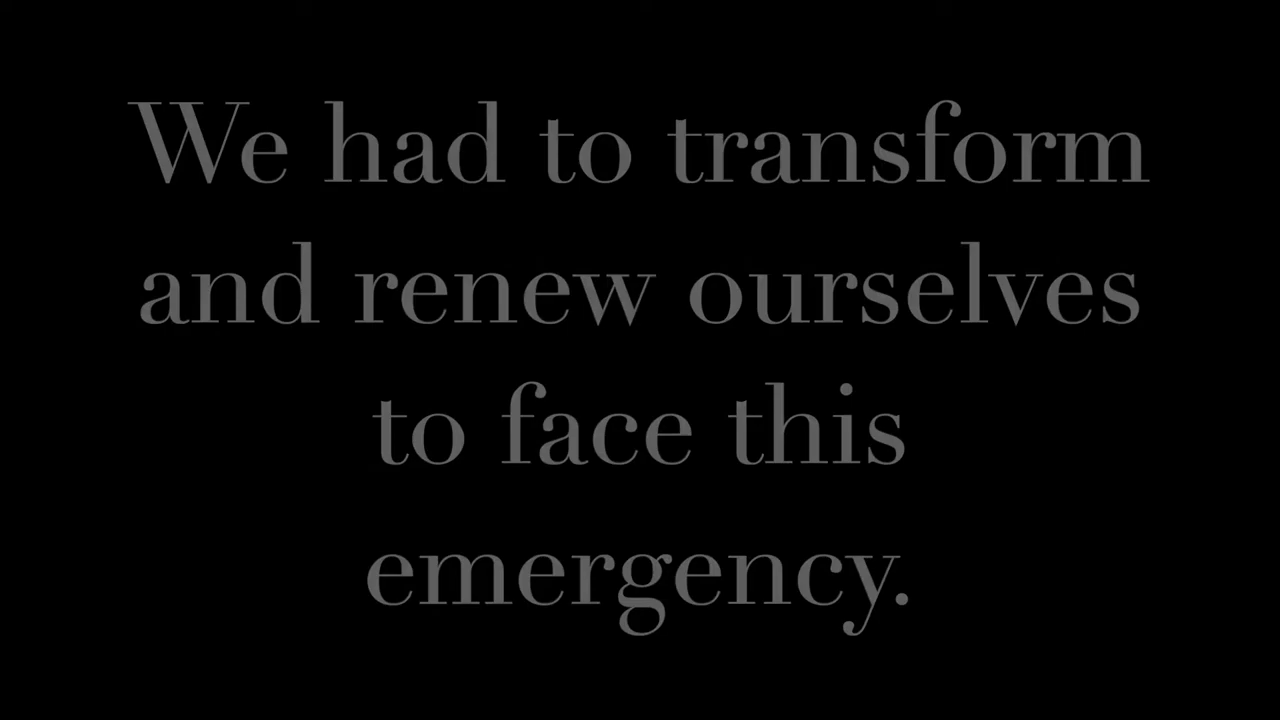 We had to transform
and renew ourselves
to face this
emergency.